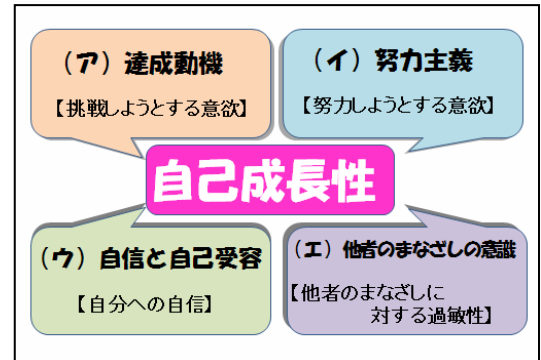 (ア) 達成動機
【挑戦しようとする意欲】
(イ) 努力主義
【努力しようとする意欲】
自己成長性
(ウ) 自信と自己受容
【自分への自信】
(エ) 他者のまなざしの意識
【他者のまなざしに
対する過敏性】